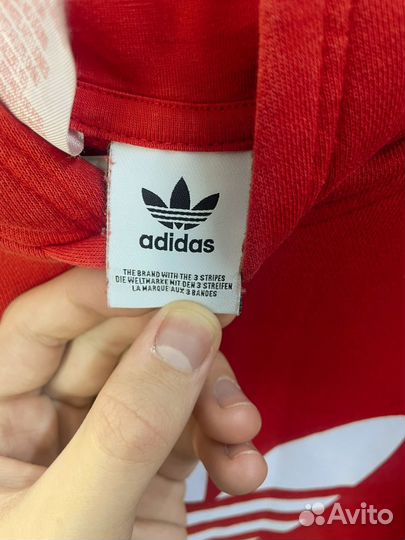 adidas
THE BRAND WITH THE 3 STRIPES
DIE WELTMARKE MIT DEN 3 STREIFEN
LA MARQUE AUX 3 BANDES
Avito